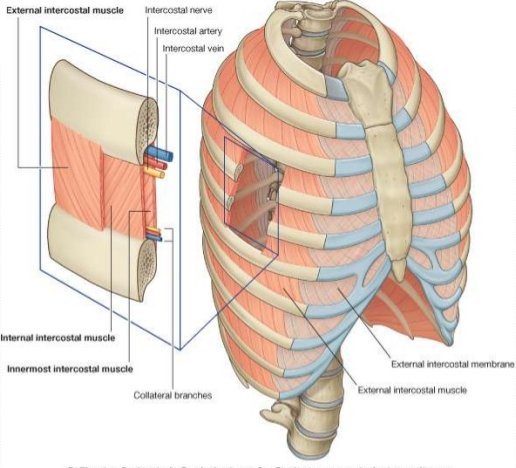 External intercostal muscle
Intercostal nerve
Intercostal artery
Intercostal vein
Internal intercostal muscle
Innermost intercostal muscle
Collateral branches
External intercostal membrane
External intercostal muscle